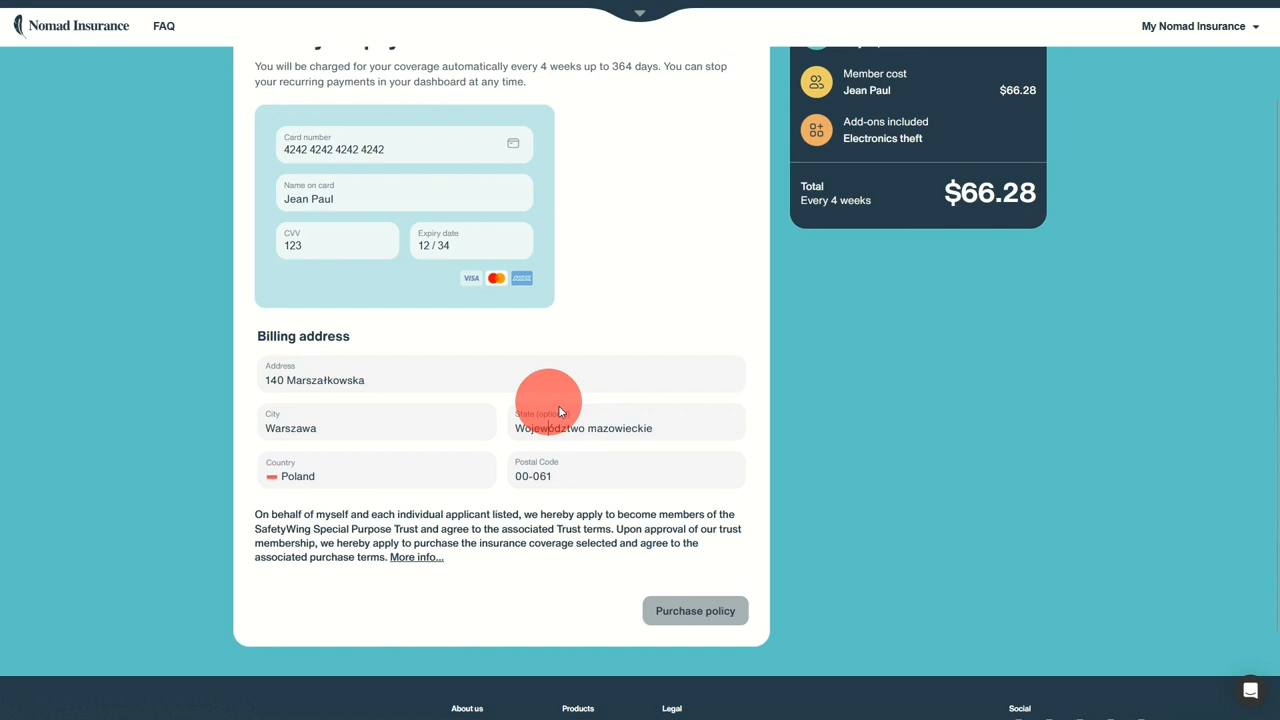 Nomad Insurance
FAQ
My Nomad Insurance
You will be charged for your coverage automatically every 4 weeks up to 364 days. You can stop
your recurring payments in your dashboard at any time.
Card number
4242 4242 4242 4242
Name on card
Jean Paul
CVV
123
Expiry date
12 / 34
VISA
Billing address
Address
140 Marszałkowska
City
Warszawa
State (optional)
Województwo mazowieckie
Country
Poland
Postal Code
00-061
On behalf of myself and each individual applicant listed, we hereby apply to become members of the
SafetyWing Special Purpose Trust and agree to the associated Trust terms. Upon approval of our trust
membership, we hereby apply to purchase the insurance coverage selected and agree to the
associated purchase terms. More info...
Purchase policy
Member cost
Jean Paul
$66.28
Add-ons included
Electronics theft
Total
Every 4 weeks
$66.28
About us
Products
Legal
Social